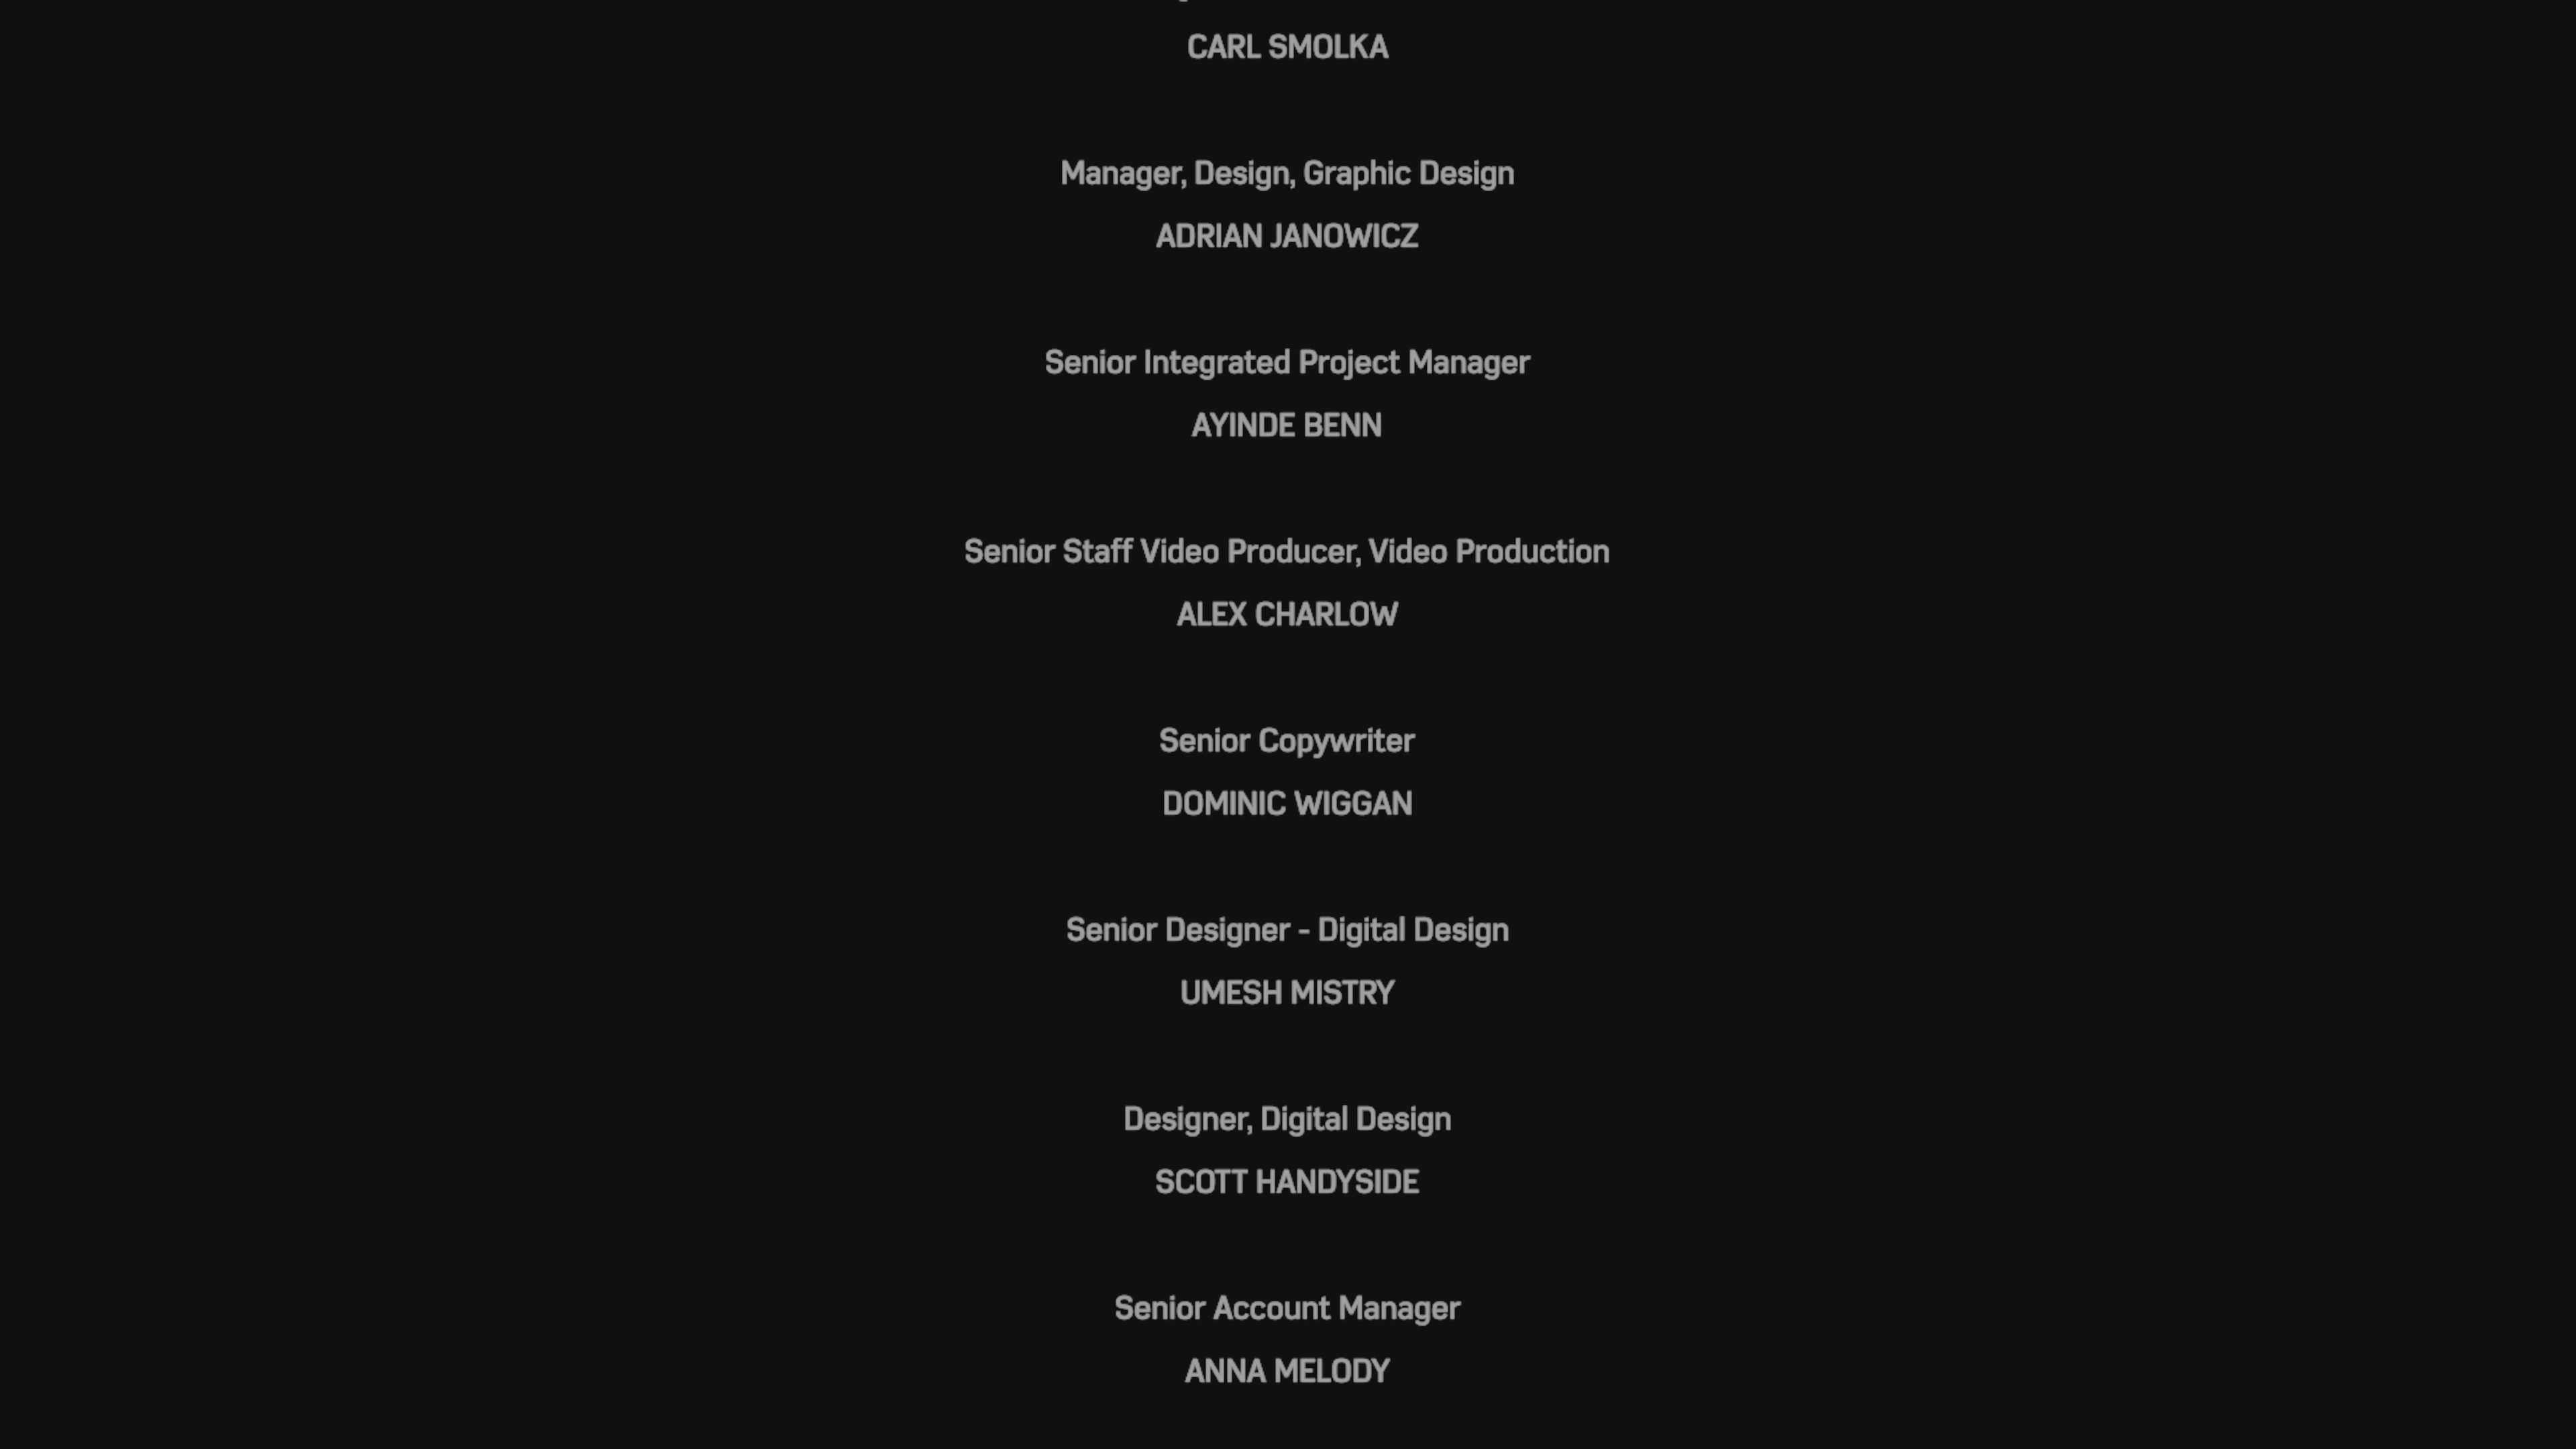 CARL SMOLKA
Manager, Design, Graphic Design
ADRIAN JANOWICZ
Senior Integrated Project Manager
AYINDE BENN
Senior Staff Video Producer, Video Production
ALEX CHARLOW
Senior Copywriter
DOMINIC WIGGAN
Senior Designer - Digital Design
UMESH MISTRY
Designer, Digital Design
SCOTT HANDYSIDE
Senior Account Manager
ANNA MELODY